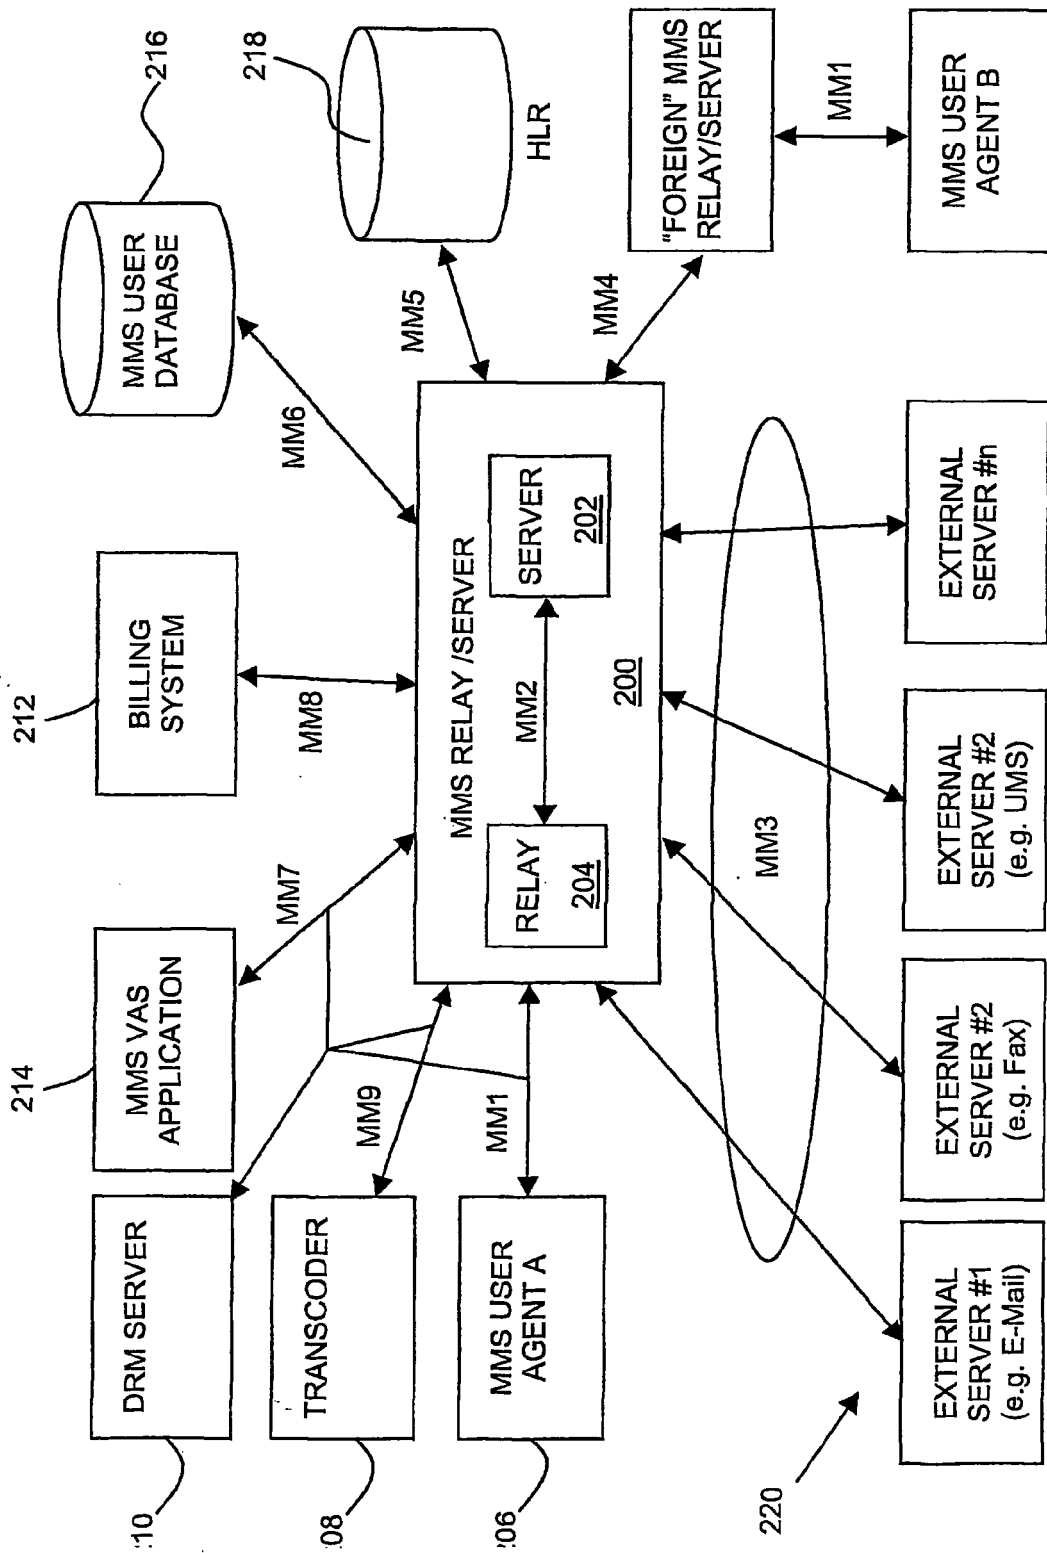 214
212
216
218
10
08
06
220
DRM SERVER
MMS VAS
APPLICATION
BILLING
SYSTEM
MMS USER
DATABASE
TRANSCODER
MM9
MM7
MM8
MM6
MM5
HLR
MMS USER
AGENT A
MM1
MMS RELAY /SERVER
RELAY
204
MM2
SERVER
202
200
MM4
"FOREIGN" MMS
RELAY/SERVER
MM1
MMS USER
AGENT B
MM3
EXTERNAL
SERVER #1
(e.g. E-Mail)
EXTERNAL
SERVER #2
(e.g. Fax)
EXTERNAL
SERVER #2
(e.g. UMS)
EXTERNAL
SERVER #n